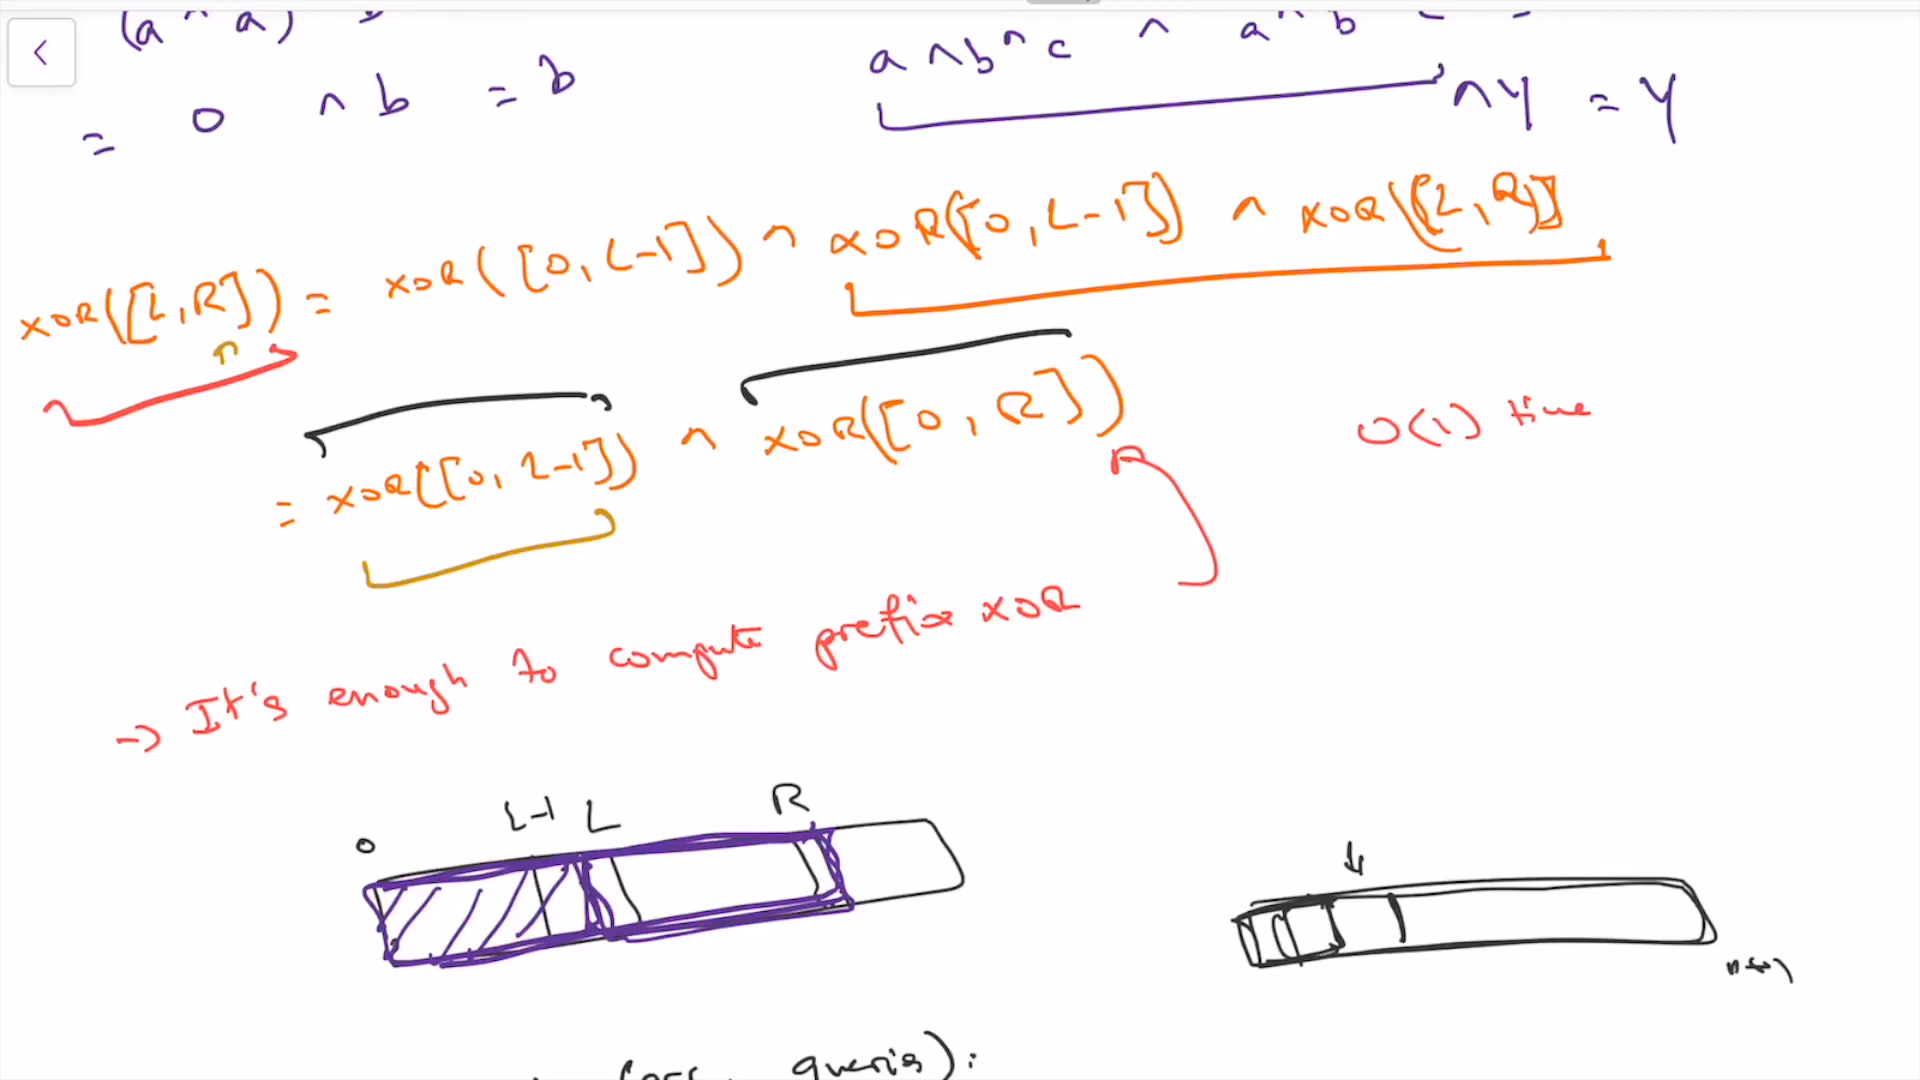 (a ^ a)
= 0 ^ b = b
a ^ b ^ c ^ a ^ b
^ Y = Y
XOR([L,R]) = XOR([0,L-1]) ^ XOR([0,L-1]) ^ XOR([L,R])
= XOR([0,L-1]) ^ XOR([0,R])
O(1) time
-> It's enough to compute prefix XOR
0 L-1 L R
queries):